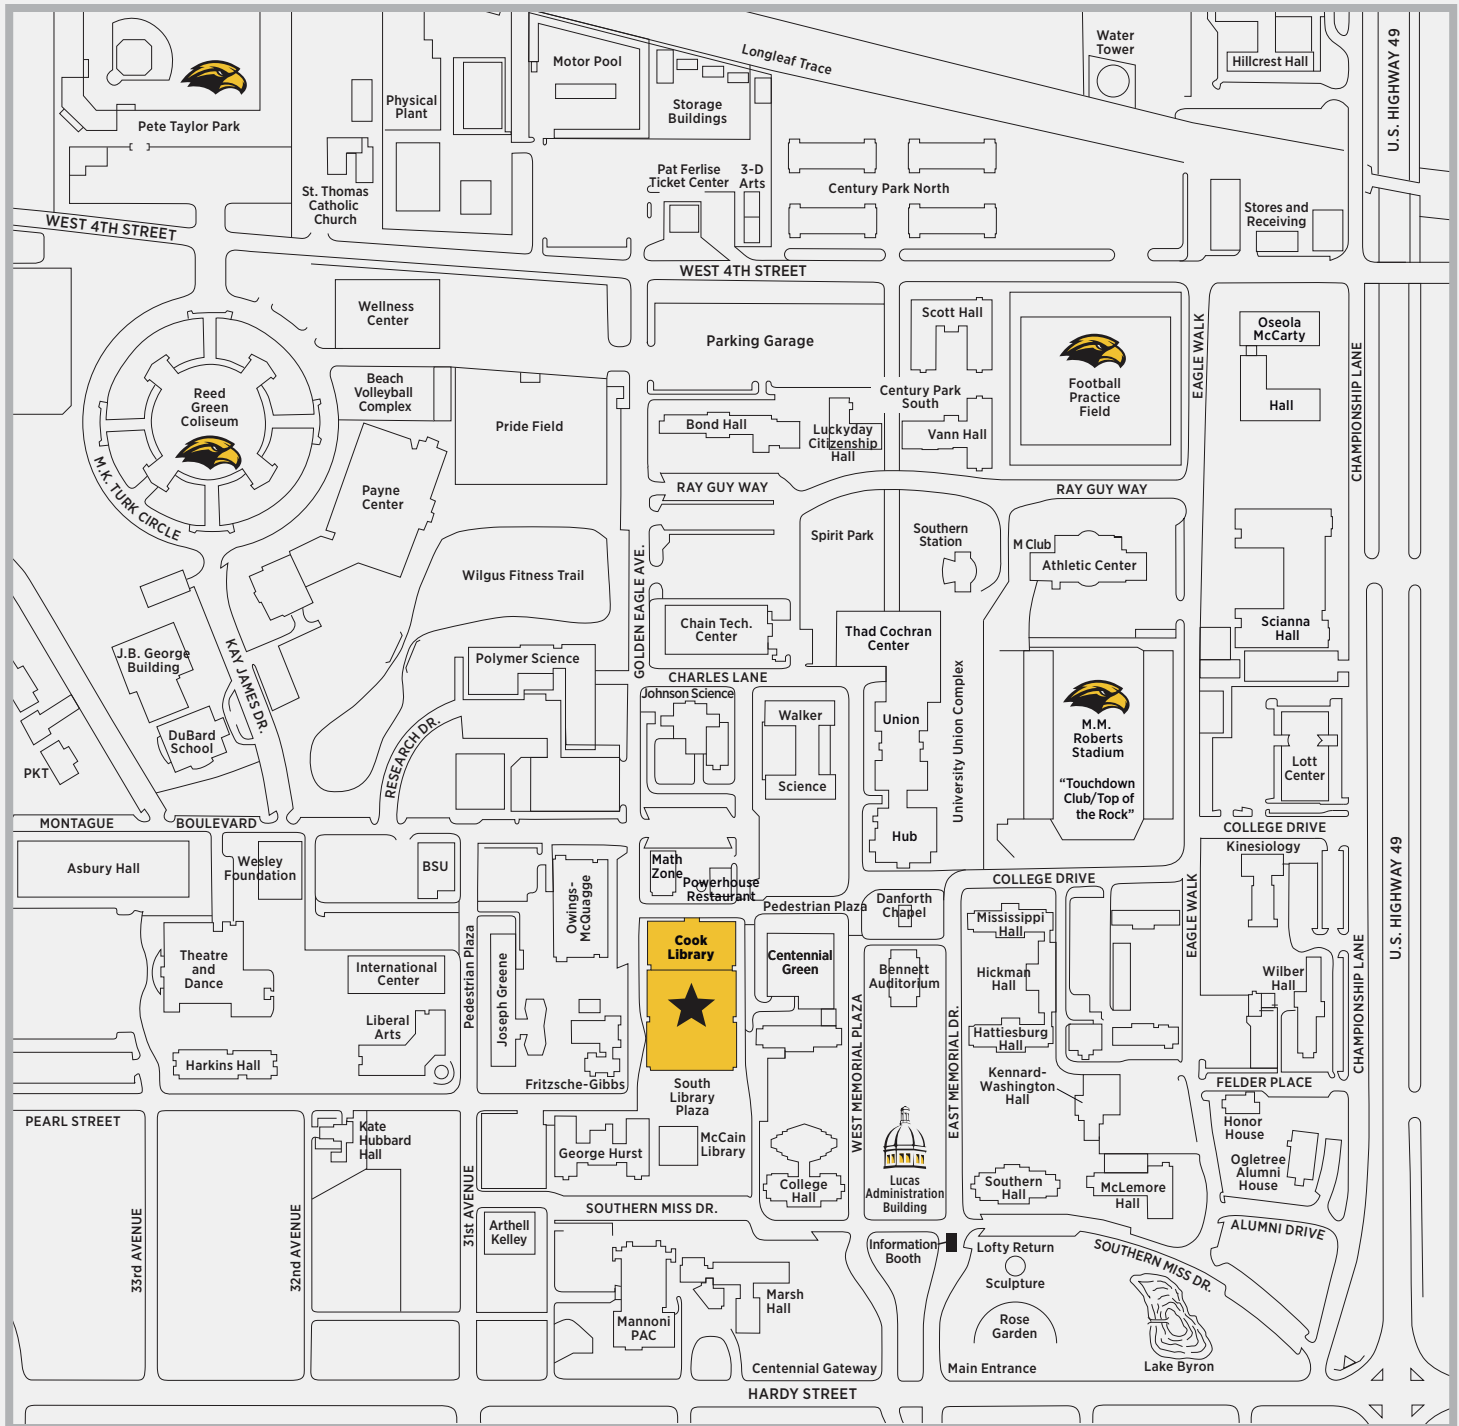 Water
Tower
Hillcrest Hall
U.S. HIGHWAY 49
Longleaf Trace
Motor Pool
Storage
Buildings
Physical
Plant
Pete Taylor Park
St. Thomas
Catholic
Church
Pat Ferlise
Ticket Center
3-D
Arts
Century Park North
Stores and
Receiving
WEST 4TH STREET
WEST 4TH STREET
Wellness
Center
Parking Garage
Scott Hall
Football
Practice
Field
EAGLE WALK
Oseola
McCarty
Hall
CHAMPIONSHIP LANE
Reed
Green
Coliseum
M.K. TURK CIRCLE
Beach
Volleyball
Complex
Pride Field
Bond Hall
Luckyday
Citizenship
Hall
Century Park
South
Vann Hall
Payne
Center
RAY GUY WAY
RAY GUY WAY
Spirit Park
Southern
Station
M Club
Athletic Center
Wilgus Fitness Trail
GOLDEN EAGLE AVE.
Chain Tech.
Center
Thad Cochran
Center
Scianna
Hall
J.B. George
Building
KAY JAMES DR.
Polymer Science
CHARLES LANE
Johnson Science
Walker
Science
Union
Hub
University Union Complex
M.M.
Roberts
Stadium
“Touchdown
Club/Top of
the Rock”
Lott
Center
DuBard
School
PKT
RESEARCH DR.
MONTAGUE
BOULEVARD
COLLEGE DRIVE
Kinesiology
U.S. HIGHWAY 49
Asbury Hall
Wesley
Foundation
BSU
Owings-
McQuagge
Math
Zone
Powerhouse
Restaurant
Pedestrian Plaza
Danforth
Chapel
COLLEGE DRIVE
EAGLE WALK
Mississippi
Hall
Theatre
and
Dance
International
Center
Pedestrian Plaza
Joseph Greene
Cook
Library
Centennial
Green
Bennett
Auditorium
Hickman
Hall
Wilber
Hall
CHAMPIONSHIP LANE
Liberal
Arts
Harkins Hall
Fritzsche-Gibbs
South
Library
Plaza
WEST MEMORIAL PLAZA
EAST MEMORIAL DR.
Hattiesburg
Hall
Kennard-
Washington
Hall
FELDER PLACE
PEARL STREET
Kate
Hubbard
Hall
George Hurst
McCain
Library
College
Hall
Lucas
Administration
Building
Southern
Hall
McLemore
Hall
Honor
House
Ogletree
Alumni
House
33rd AVENUE
32nd AVENUE
31st AVENUE
SOUTHERN MISS DR.
Arthell
Kelley
Information
Booth
Lofty Return
Sculpture
SOUTHERN MISS DR.
ALUMNI DRIVE
Mannoni
PAC
Marsh
Hall
Rose
Garden
Lake Byron
Centennial Gateway
Main Entrance
HARDY STREET